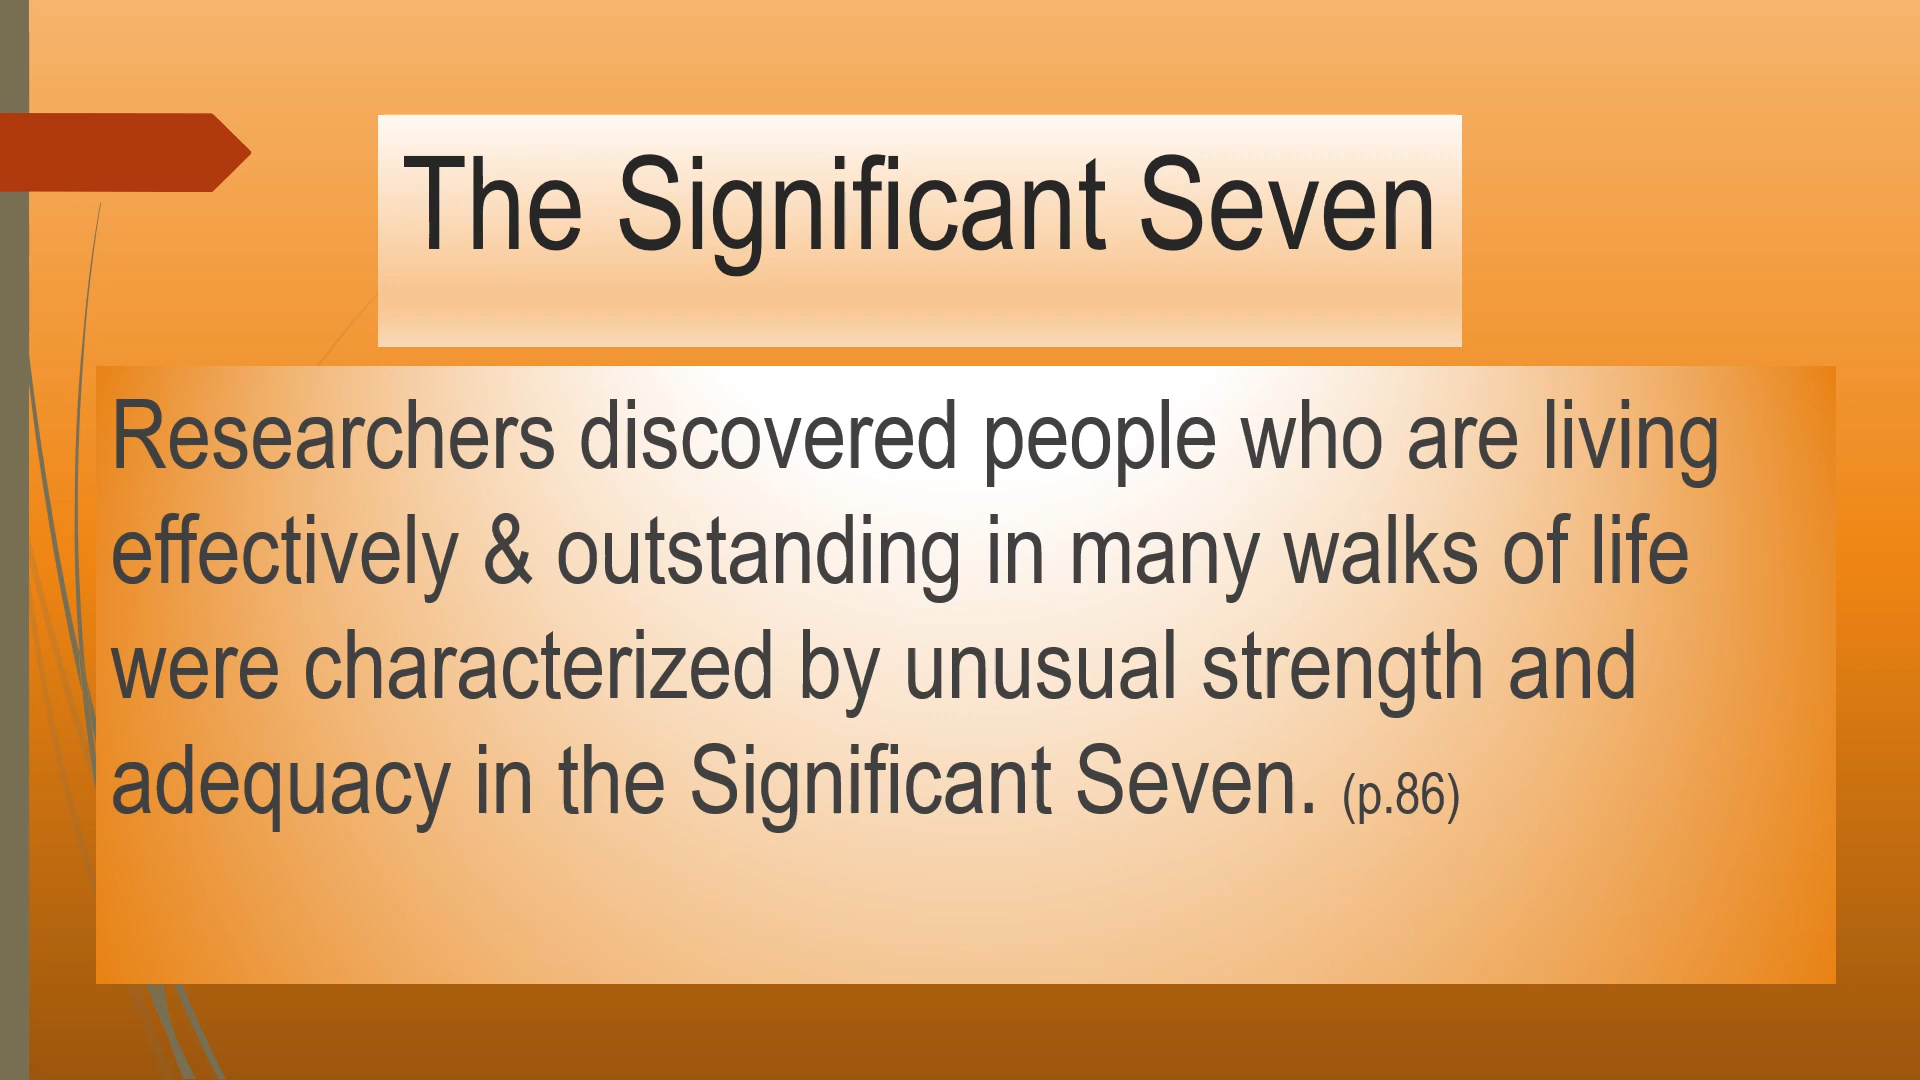 The Significant Seven
Researchers discovered people who are living
effectively & outstanding in many walks of life
were characterized by unusual strength and
adequacy in the Significant Seven. (p.86)